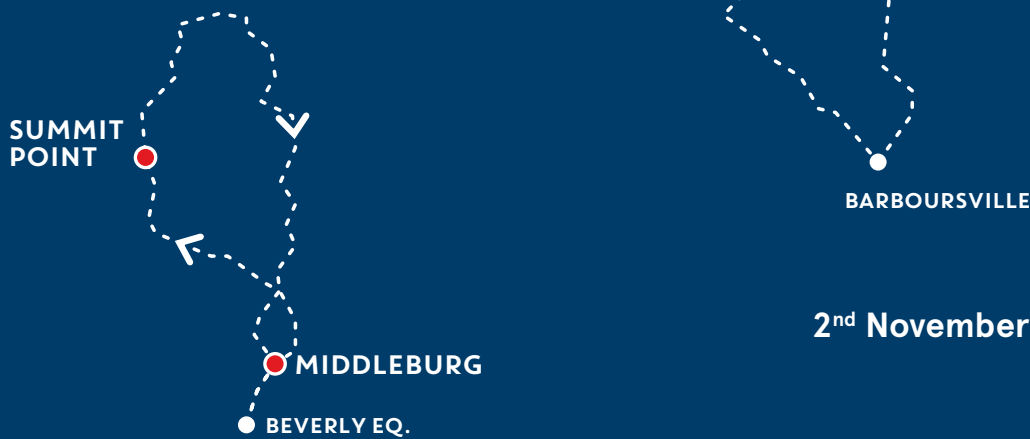 SUMMIT
POINT
BARBOURSVILLE
2nd November
MIDDLEBURG
BEVERLY EQ.